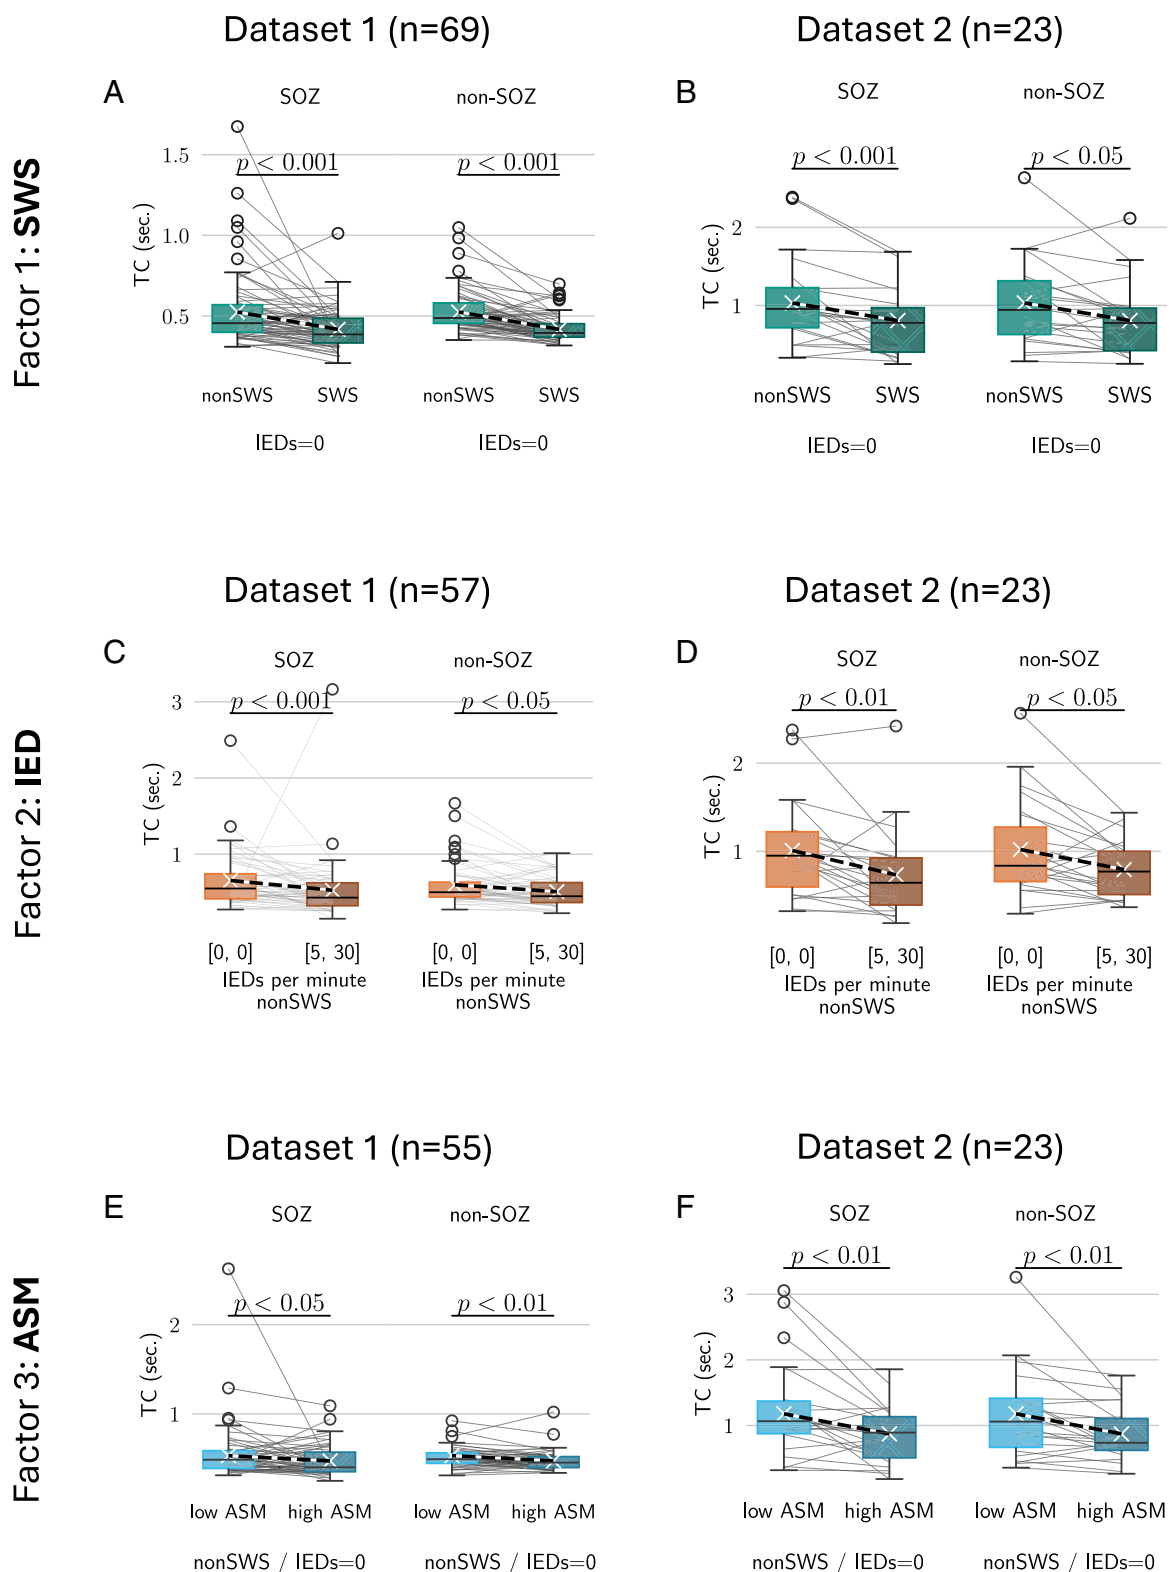 Dataset 1 (n=69)
Dataset 2 (n=23)
Factor 1: SWS
A
SOZ
non-SOZ
p < 0.001
p < 0.001
TC (sec.)
1.5
1.0
0.5
nonSWS
SWS
nonSWS
SWS
IEDs=0
IEDs=0
B
SOZ
non-SOZ
p < 0.001
p < 0.05
TC (sec.)
2
1
nonSWS
SWS
nonSWS
SWS
IEDs=0
IEDs=0
Dataset 1 (n=57)
Dataset 2 (n=23)
Factor 2: IED
C
SOZ
non-SOZ
p < 0.001
p < 0.05
TC (sec.)
3
2
1
[0, 0]
[5, 30]
[0, 0]
[5, 30]
IEDs per minute
nonSWS
IEDs per minute
nonSWS
D
SOZ
non-SOZ
p < 0.01
p < 0.05
TC (sec.)
2
1
[0, 0]
[5, 30]
[0, 0]
[5, 30]
IEDs per minute
nonSWS
IEDs per minute
nonSWS
Dataset 1 (n=55)
Dataset 2 (n=23)
Factor 3: ASM
E
SOZ
non-SOZ
p < 0.05
p < 0.01
TC (sec.)
2
1
low ASM
high ASM
low ASM
high ASM
nonSWS / IEDs=0
nonSWS / IEDs=0
F
SOZ
non-SOZ
p < 0.01
p < 0.01
TC (sec.)
3
2
1
low ASM
high ASM
low ASM
high ASM
nonSWS / IEDs=0
nonSWS / IEDs=0